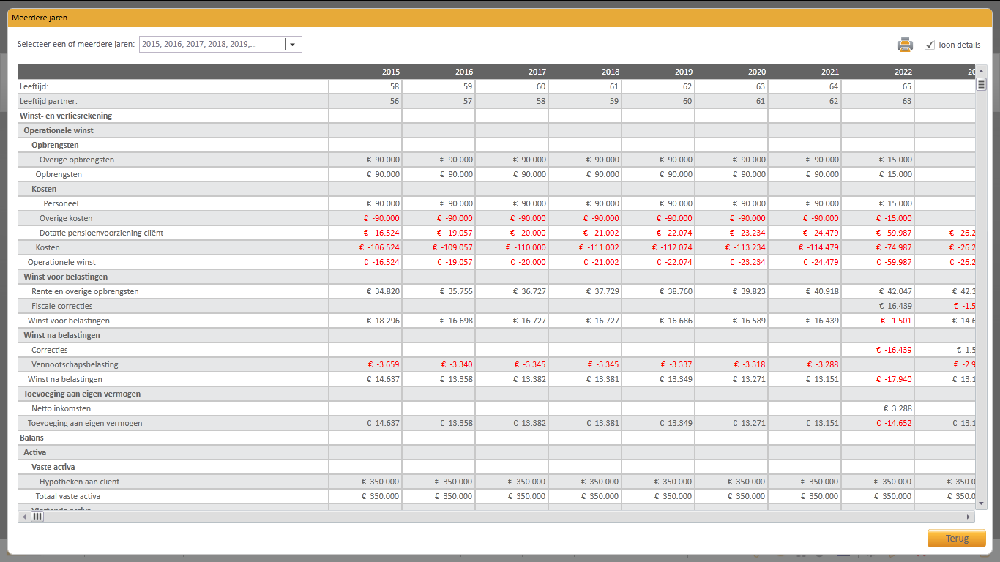 Meerdere jaren
Selecteer een of meerdere jaren: 2015, 2016, 2017, 2018, 2019,... Toon details
2015 2016 2017 2018 2019 2020 2021 2022 20
Leeftijd: 58 59 60 61 62 63 64 65
Leeftijd partner: 56 57 58 59 60 61 62 63
Winst- en verliesrekening
Operationele winst
Opbrengsten
Overige opbrengsten € 90.000 € 90.000 € 90.000 € 90.000 € 90.000 € 90.000 € 90.000 € 15.000
Opbrengsten € 90.000 € 90.000 € 90.000 € 90.000 € 90.000 € 90.000 € 90.000 € 15.000
Kosten
Personeel € 90.000 € 90.000 € 90.000 € 90.000 € 90.000 € 90.000 € 90.000 € 15.000
Overige kosten € -90.000 € -90.000 € -90.000 € -90.000 € -90.000 € -90.000 € -90.000 € -15.000
Dotatie pensioenvoorziening cliënt € -16.524 € -19.057 € -20.000 € -21.002 € -22.074 € -23.234 € -24.479 € -59.987 € -26.2
Kosten € -106.524 € -109.057 € -110.000 € -111.002 € -112.074 € -113.234 € -114.479 € -74.987 € -26.2
Operationele winst € -16.524 € -19.057 € -20.000 € -21.002 € -22.074 € -23.234 € -24.479 € -59.987 € -26.2
Winst voor belastingen
Rente en overige opbrengsten € 34.820 € 35.755 € 36.727 € 37.729 € 38.760 € 39.823 € 40.918 € 42.047 € 42.3
Fiscale correcties € 16.439 € -1.5
Winst voor belastingen € 18.296 € 16.698 € 16.727 € 16.727 € 16.686 € 16.589 € 16.439 € -1.501 € 14.6
Winst na belastingen
Correcties € -16.439 € 1.5
Vennootschapsbelasting € -3.659 € -3.340 € -3.345 € -3.345 € -3.337 € -3.318 € -3.288 € -2.9
Winst na belastingen € 14.637 € 13.358 € 13.382 € 13.381 € 13.349 € 13.271 € 13.151 € -17.940 € 13.1
Toevoeging aan eigen vermogen
Netto inkomsten € 3.288
Toevoeging aan eigen vermogen € 14.637 € 13.358 € 13.382 € 13.381 € 13.349 € 13.271 € 13.151 € -14.652 € 13.1
Balans
Activa
Vaste activa
Hypotheken aan client € 350.000 € 350.000 € 350.000 € 350.000 € 350.000 € 350.000 € 350.000 € 350.000 € 350.0
Totaal vaste activa € 350.000 € 350.000 € 350.000 € 350.000 € 350.000 € 350.000 € 350.000 € 350.000 € 350.0
Terug